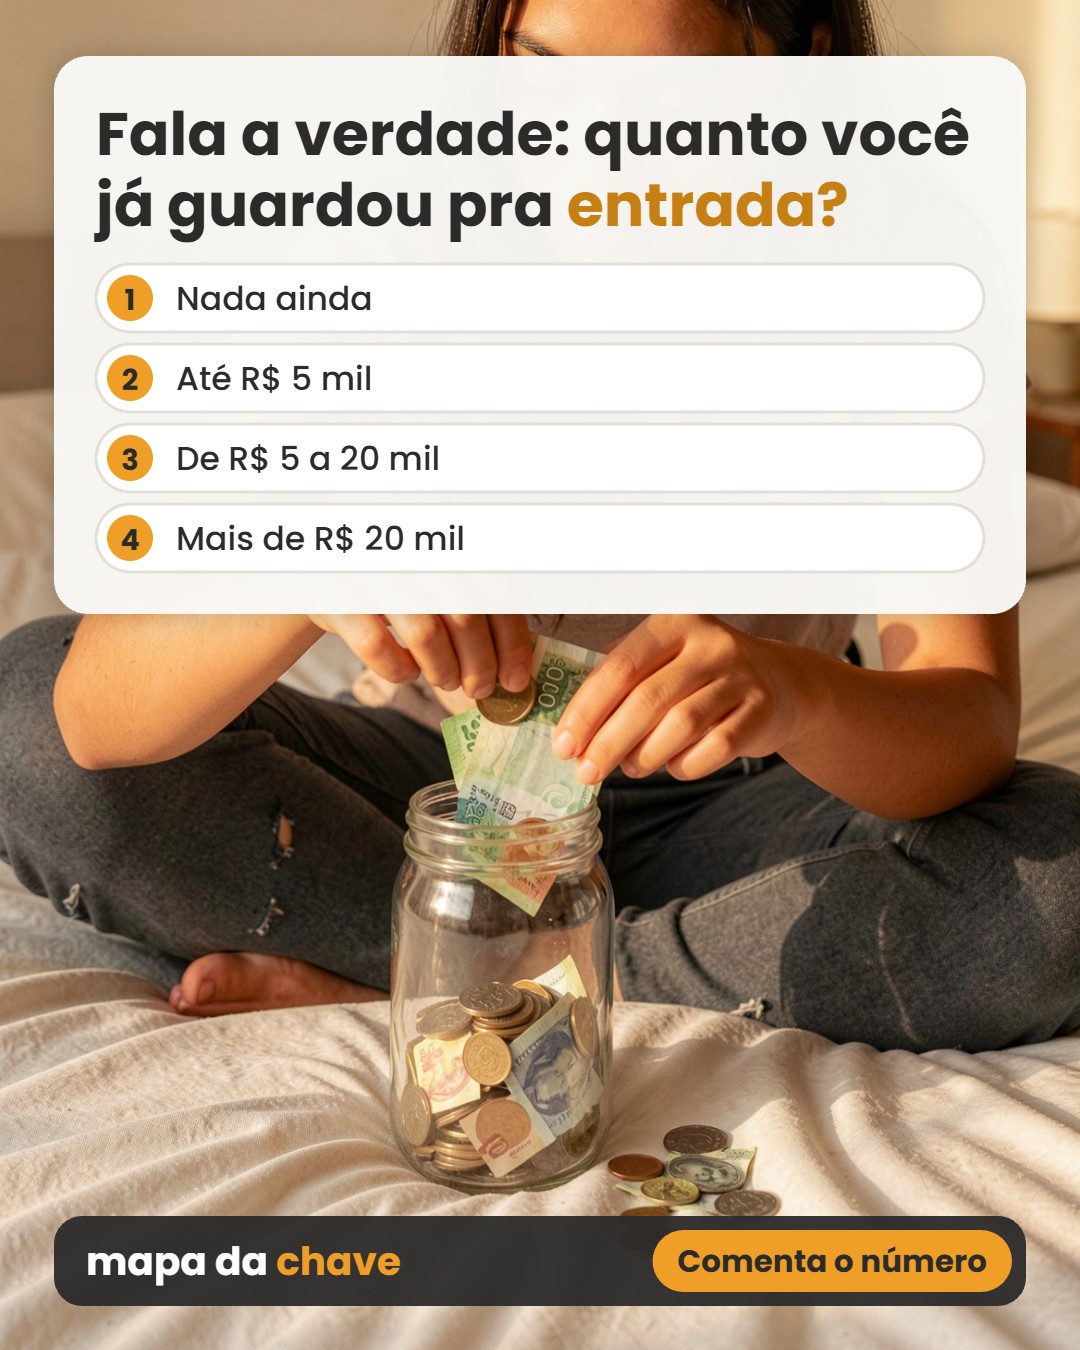 Fala a verdade: quanto você
já guardou pra entrada?
1 Nada ainda
2 Até R$ 5 mil
3 De R$ 5 a 20 mil
4 Mais de R$ 20 mil
mapa da chave
Comenta o número